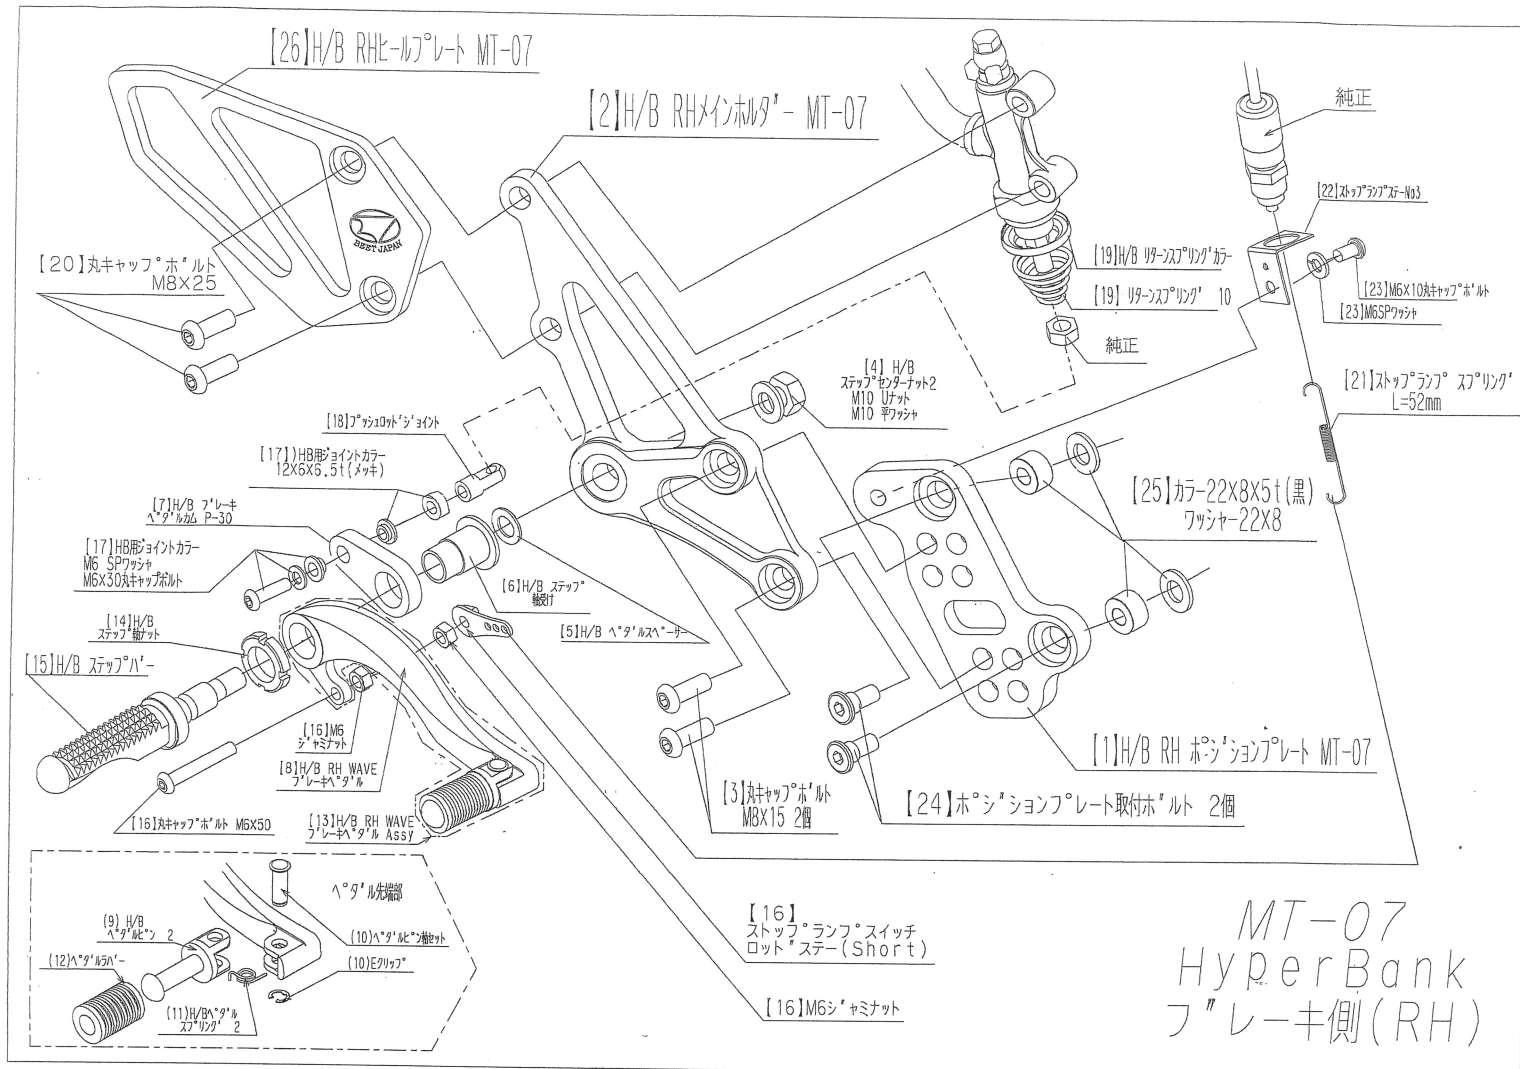 【26】H/B RHヒールプレート MT-07
【2】H/B RHメインホルダー MT-07
純正
【22】ストップランプステーNo3
BEET JAPAN
【20】丸キャップボルト
M8×25
【19】H/B リターンスプリングカラー
【19】リターンスプリング 10
【23】M6×10丸キャップボルト
【23】M6SPワッシャ
純正
【4】H/B
ステップセンターナット2
M10 Uナット
M10 平ワッシャ
【21】ストップランプ スプリング
L=52mm
【18】プッシュロッドジョイント
【17】)HB用ジョイントカラー
12X6X6.5t(メッキ)
【7】H/B ブレーキ
ペダルカム P-30
【25】カラー22X8X5t(黒)
ワッシャー22X8
【17】HB用ジョイントカラー
M6 SPワッシャ
M6X30丸キャップボルト
【6】H/B ステップ
軸受け
【14】H/B
ステップ軸ナット
【5】H/B ペダルスペーサー
【15】H/B ステップバー
【16】M6
ジャミナット
【8】H/B RH WAVE
ブレーキペダル
【1】H/B RH ポジションプレート MT-07
【3】丸キャップボルト
M8×15 2個
【24】ポジションプレート取付ボルト 2個
【16】丸キャップボルト M6X50
【13】H/B RH WAVE
ブレーキペダル Assy
ペダル先端部
(9) H/B
ペダルピン 2
(10)ペダルピン軸セット
(12)ペダルラバー
(10)Eクリップ
(11)H/Bペダル
スプリング 2
【16】
ストップランプスイッチ
ロッドステー(Short)
【16】M6ジャミナット
MT-07
HyperBank
ブレーキ側(RH)